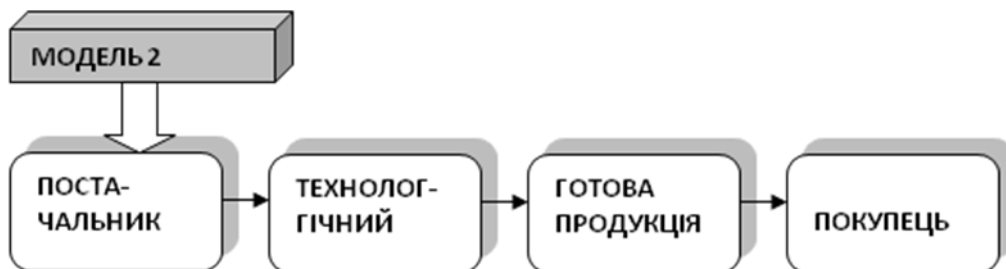 МОДЕЛЬ 2
ПОСТА-
ЧАЛЬНИК
ТЕХНОЛОГ-
ГІЧНИЙ
ГОТОВА
ПРОДУКЦІЯ
ПОКУПЕЦЬ